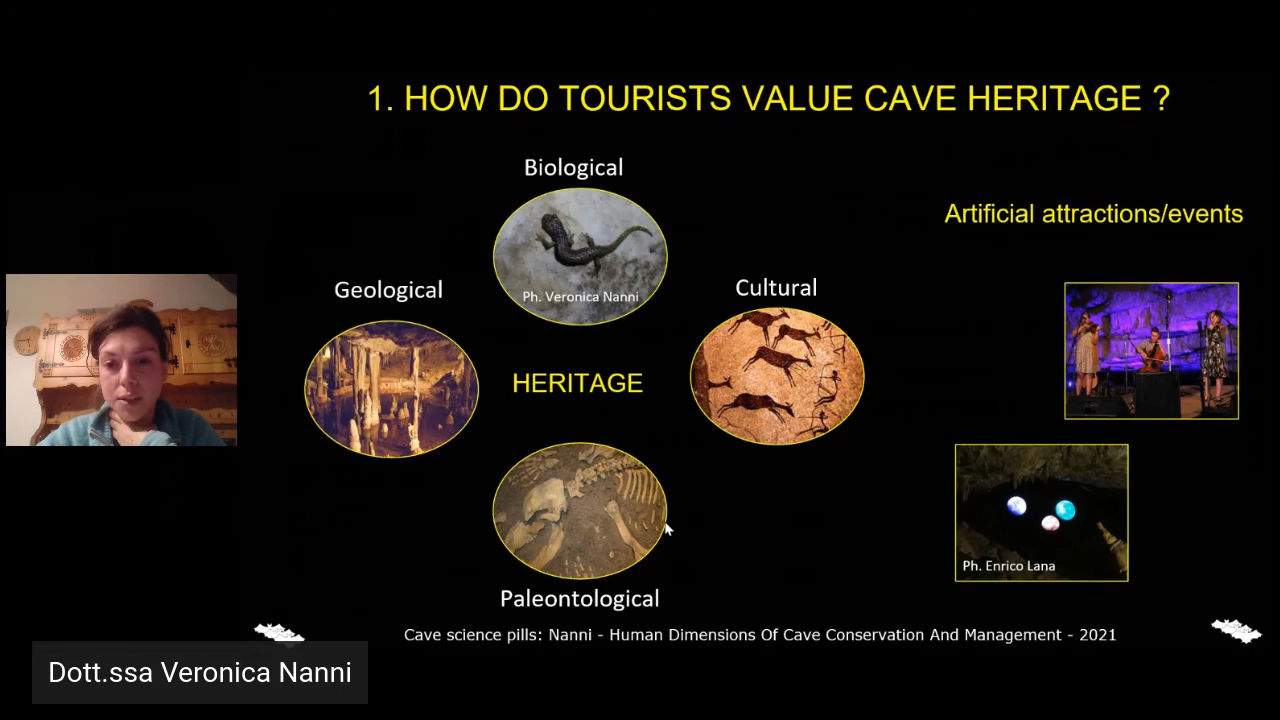 1. HOW DO TOURISTS VALUE CAVE HERITAGE ?
Biological
Ph. Veronica Nanni
Artificial attractions/events
Geological
Cultural
HERITAGE
Ph. Enrico Lana
Paleontological
Cave science pills: Nanni - Human Dimensions Of Cave Conservation And Management - 2021
Dott.ssa Veronica Nanni